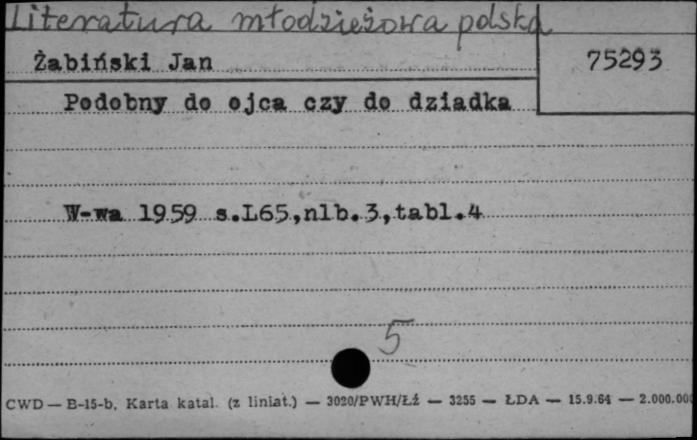 Literatura młodzieżowa polska
Żabiński Jan
75293
Podobny do ojca czy do dziadka
W-wa 1959 s.L65,nlb.3,tabl.4
5
CWD — B-15-b, Karta katal. (z liniat.) — 3020/PWH/Łź — 3255 — ŁDA — 15.9.64 — 2.000.000